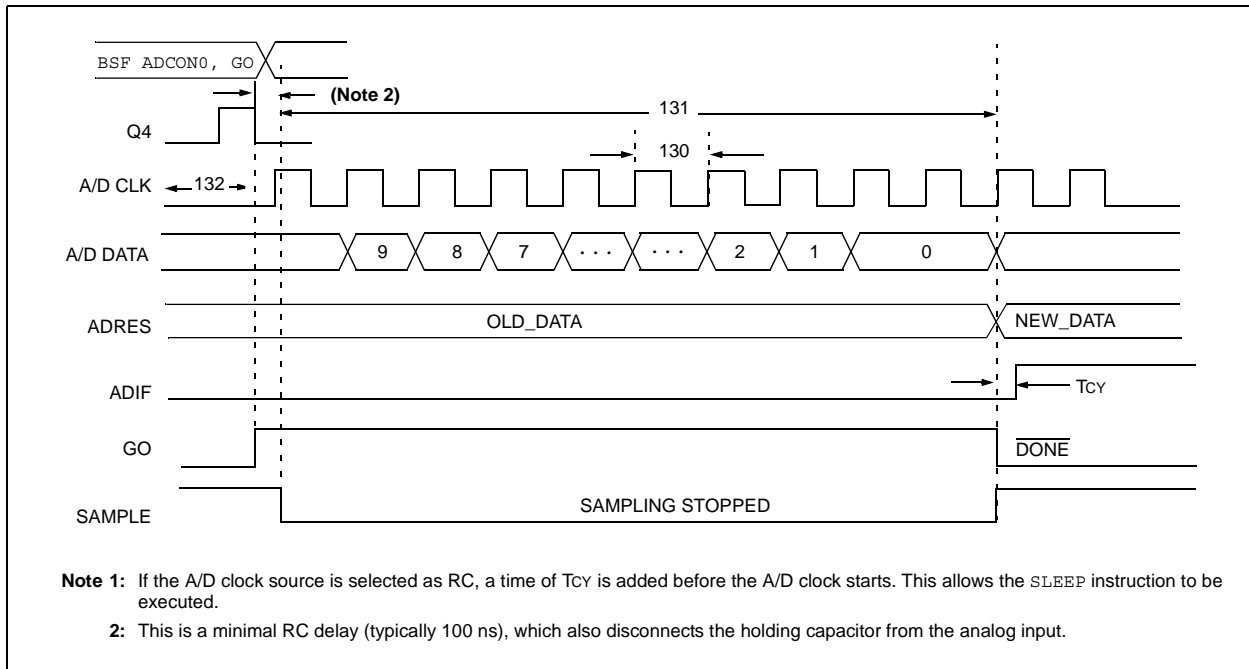 BSF ADCON0, GO
(Note 2)
131
Q4
130
A/D CLK
132
A/D DATA
9 8 7 · · · · · · 2 1 0
ADRES
OLD_DATA
NEW_DATA
ADIF
TCY
GO
DONE
SAMPLE
SAMPLING STOPPED
Note 1: If the A/D clock source is selected as RC, a time of TCY is added before the A/D clock starts. This allows the SLEEP instruction to be
executed.
2: This is a minimal RC delay (typically 100 ns), which also disconnects the holding capacitor from the analog input.